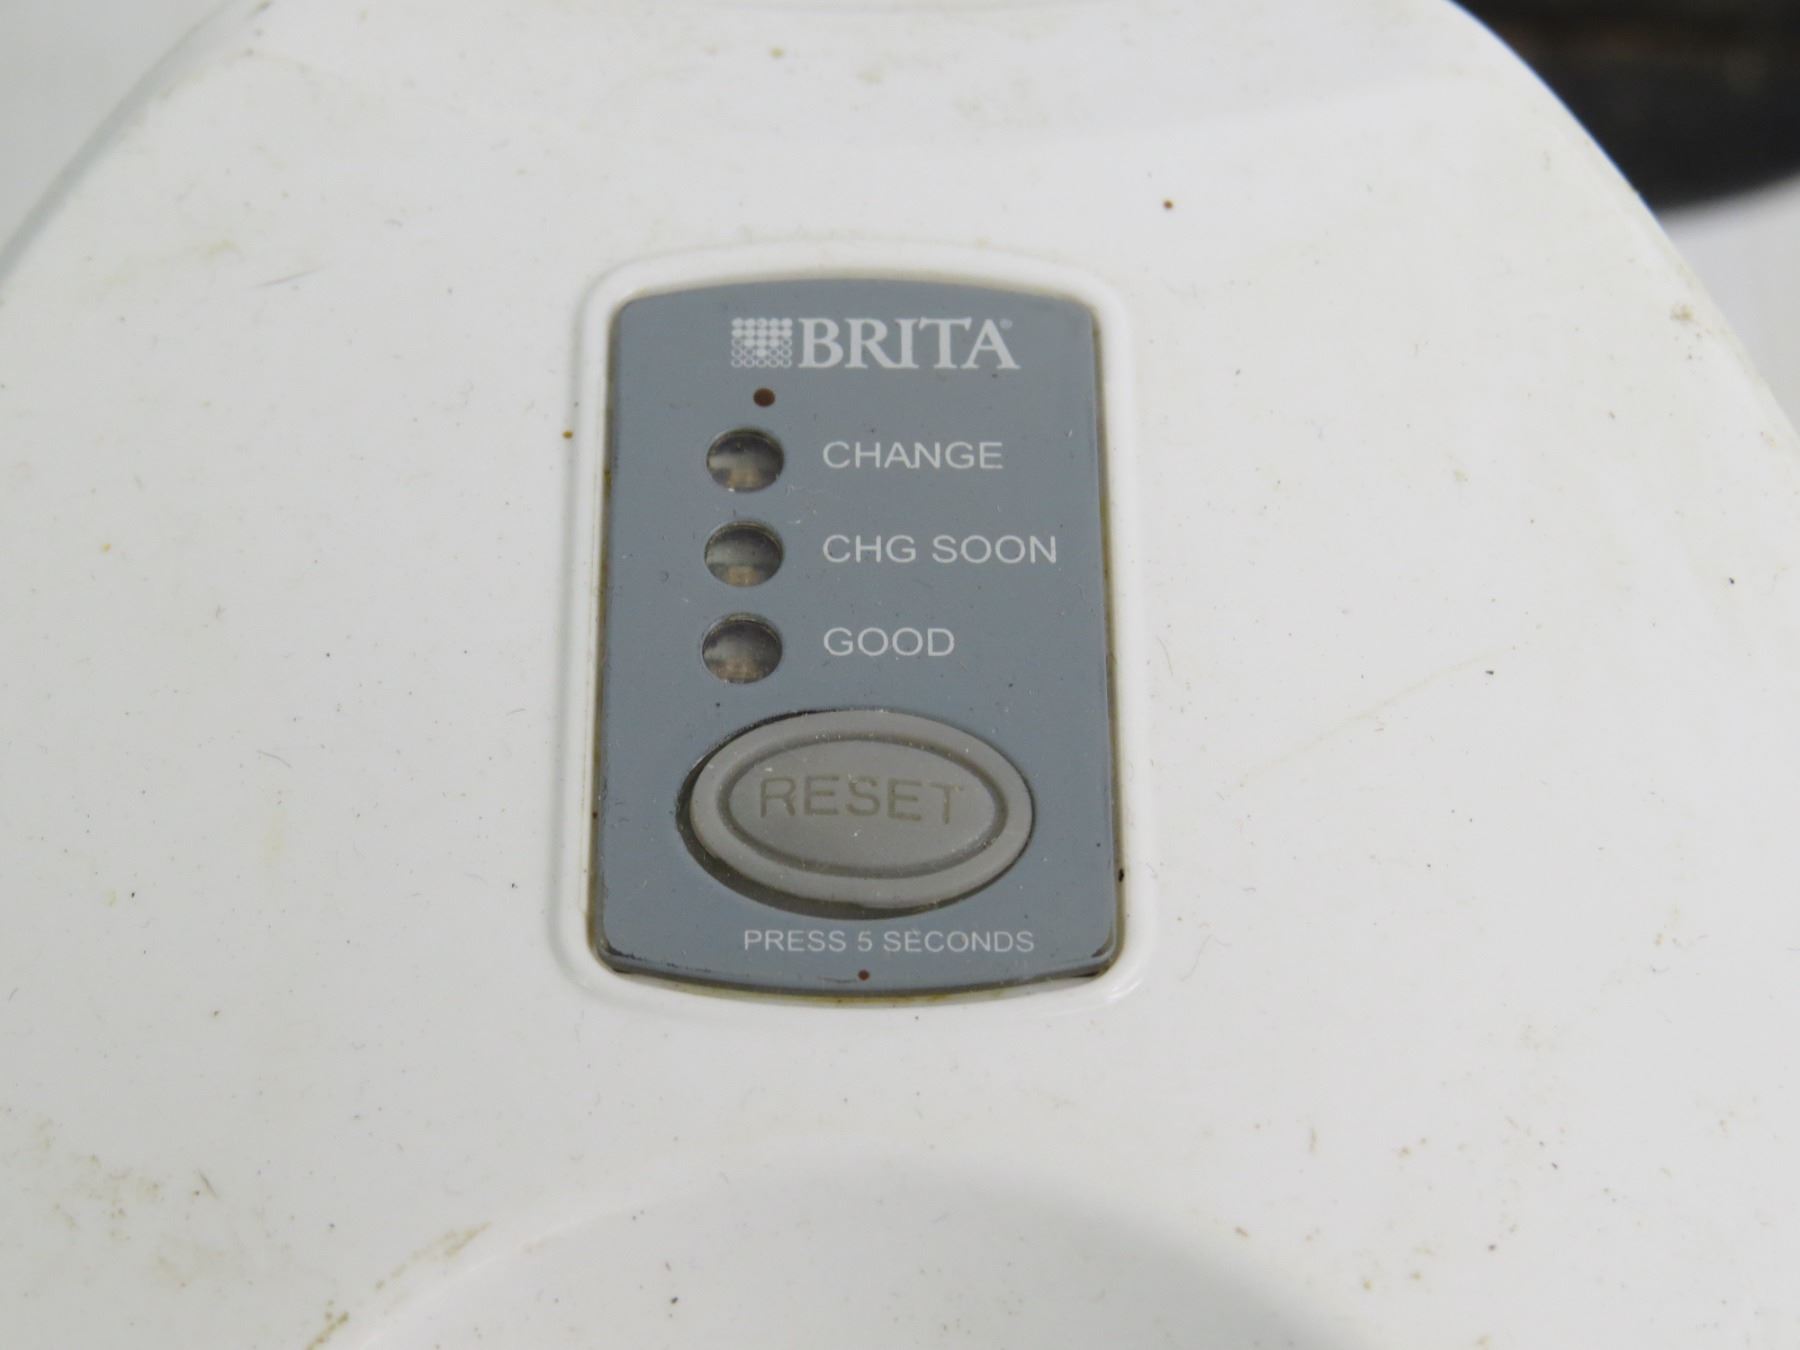 BRITA®
CHANGE
CHG SOON
GOOD
RESET
PRESS 5 SECONDS